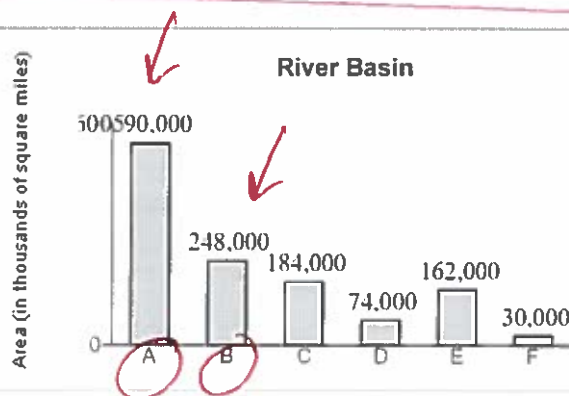 River Basin
Area (in thousands of square miles)
590,000
248,000
184,000
74,000
162,000
30,000
0
A B C D E F